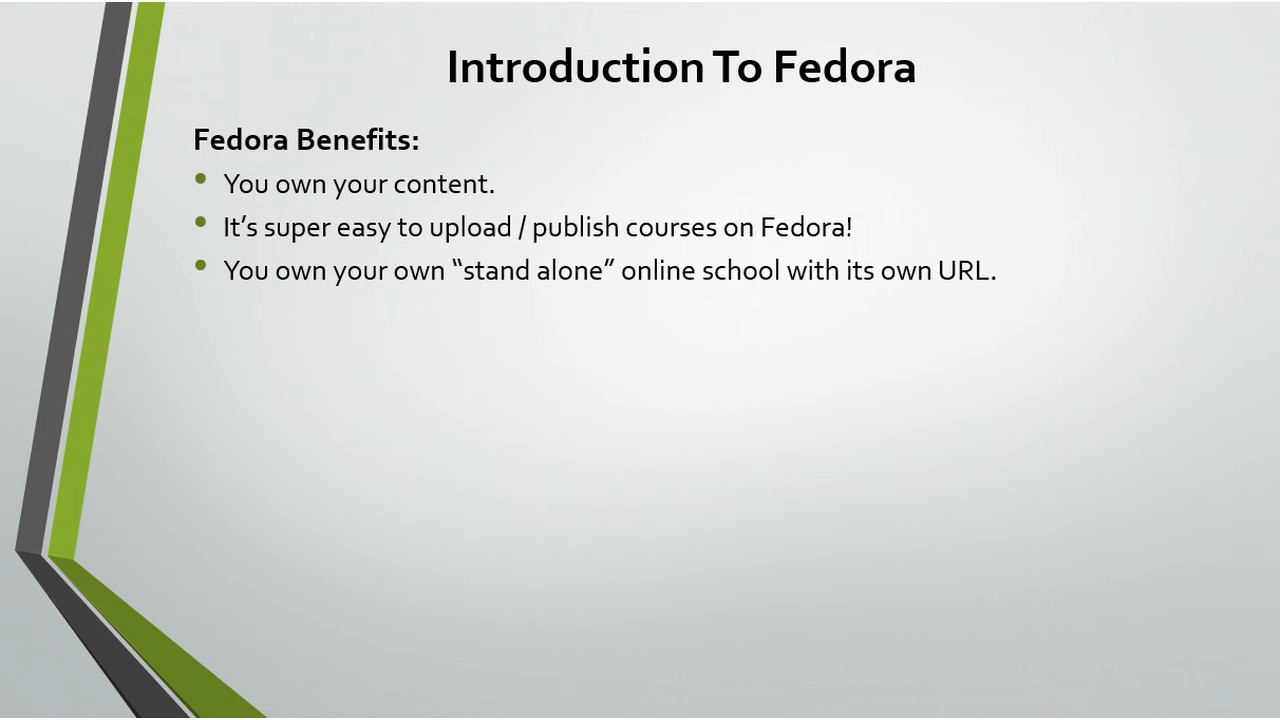 Introduction To Fedora
Fedora Benefits:
• You own your content.
• It’s super easy to upload / publish courses on Fedora!
• You own your own “stand alone” online school with its own URL.